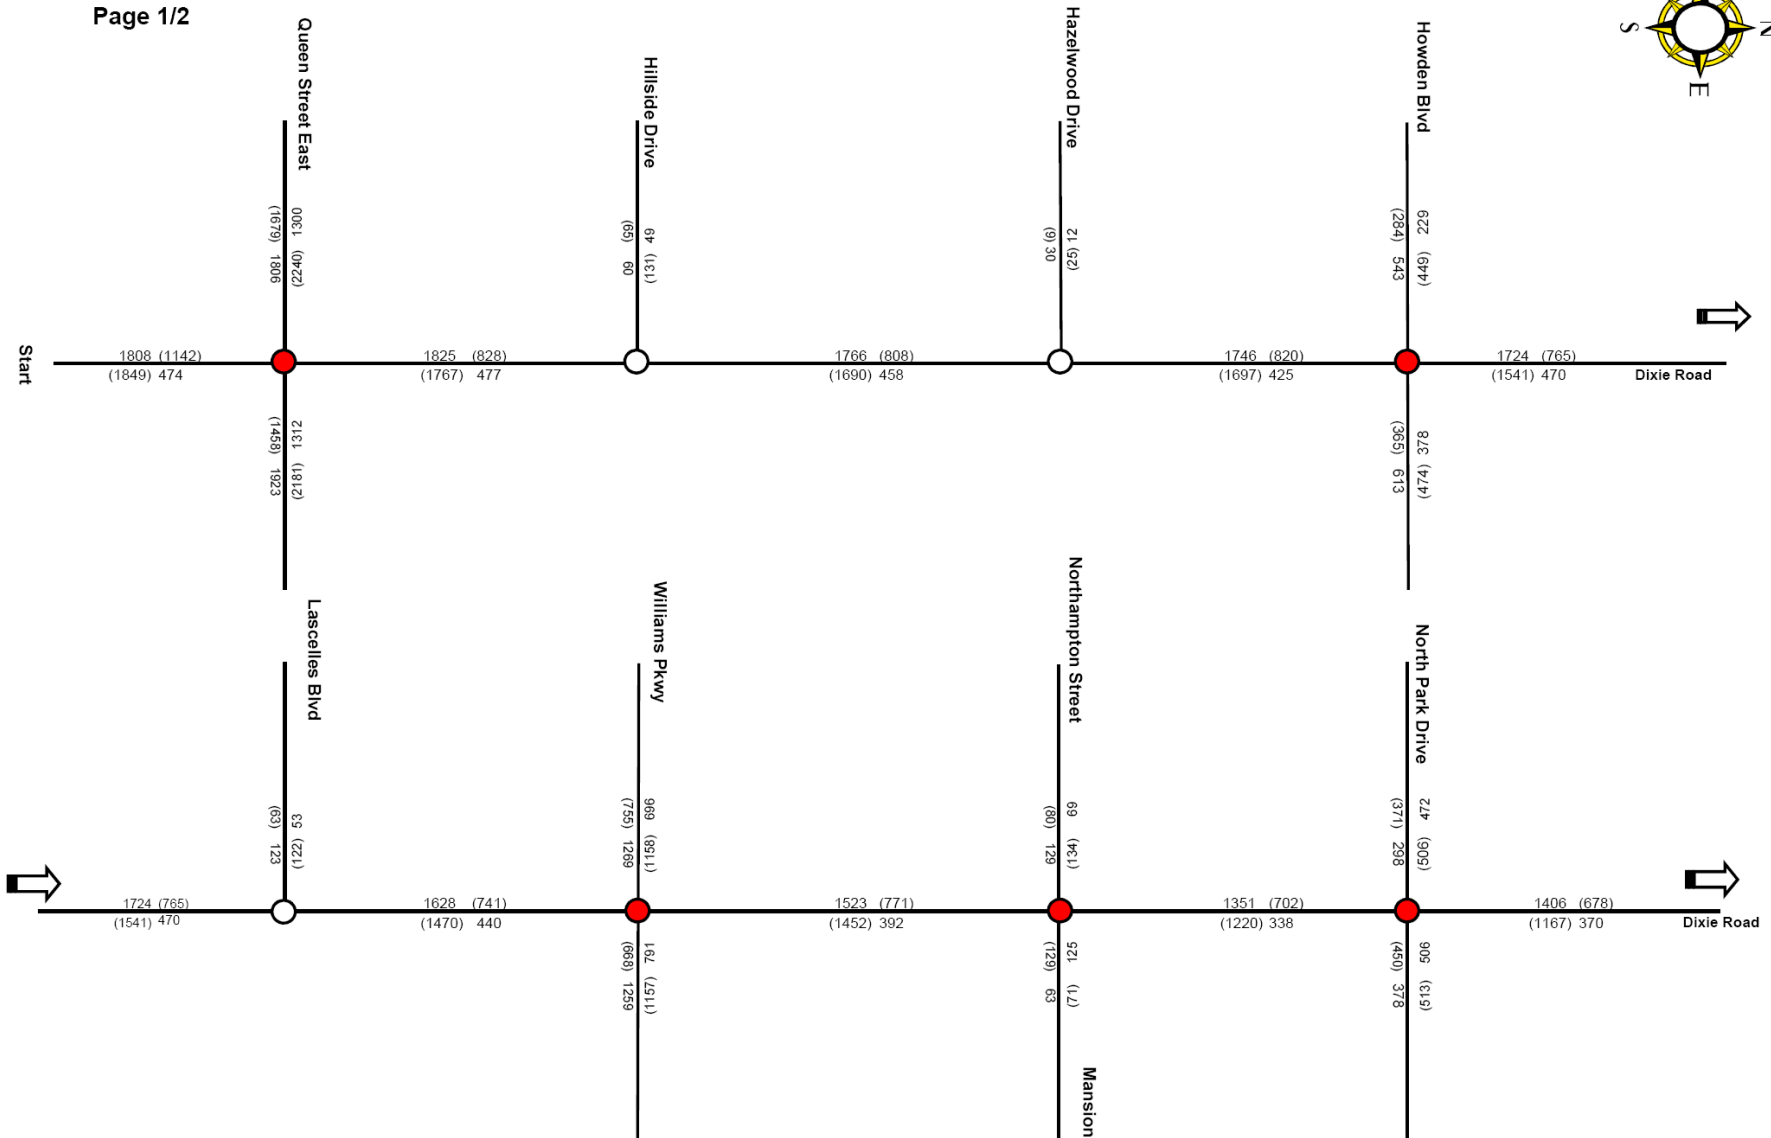 Page 1/2
S
N
E
Queen Street East
1300 (2240)
(1679) 1806
Hillside Drive
49 (131)
(65) 60
Hazelwood Drive
12 (25)
(9) 30
Howden Blvd
229 (449)
(284) 543
Start
1808 (1142)
(1849) 474
1825 (828)
(1767) 477
1766 (808)
(1690) 458
1746 (820)
(1697) 425
1724 (765)
(1541) 470
Dixie Road
1312 (2181)
(1458) 1923
378 (474)
(365) 613
Lascelles Blvd
53 (122)
(63) 123
Williams Pkwy
969 (1158)
(755) 1269
Northampton Street
69 (134)
(80) 129
North Park Drive
472 (506)
(371) 298
1724 (765)
(1541) 470
1628 (741)
(1470) 440
1523 (771)
(1452) 392
1351 (702)
(1220) 338
1406 (678)
(1167) 370
Dixie Road
791 (1157)
(668) 1259
125 (71)
(129) 63
506 (513)
(450) 378
Mansion